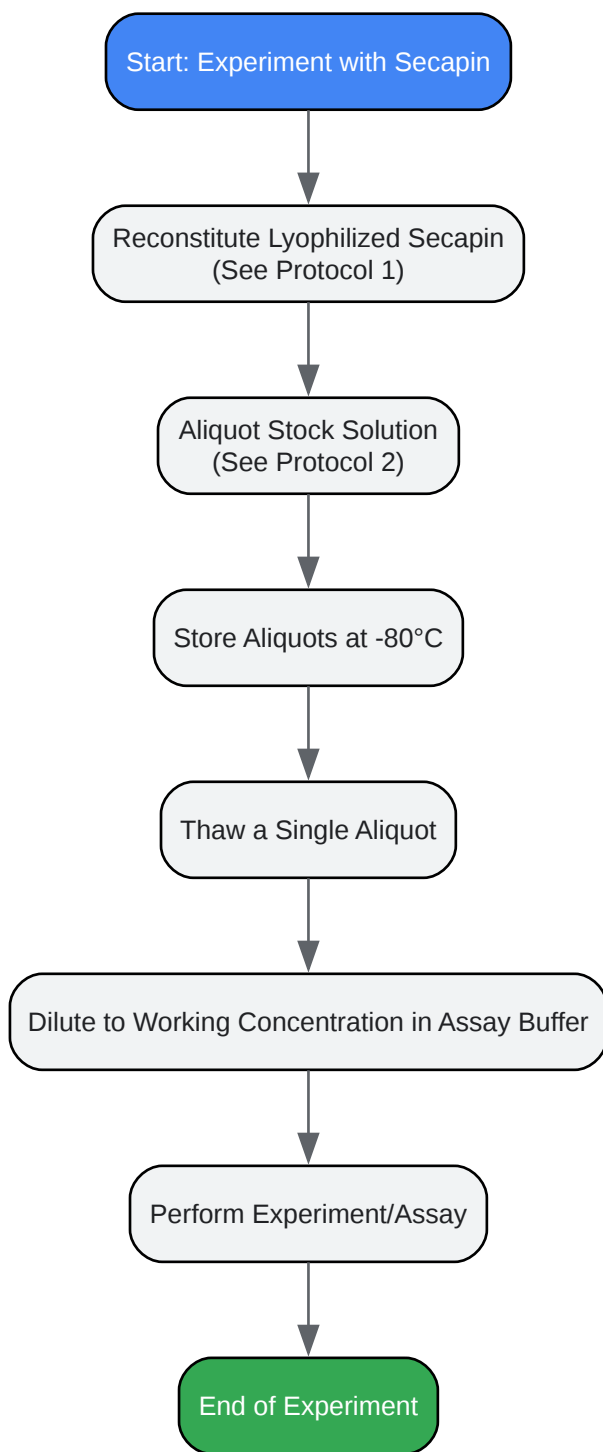 Start: Experiment with Secapin
Reconstitute Lyophilized Secapin
(See Protocol 1)
Aliquot Stock Solution
(See Protocol 2)
Store Aliquots at -80°C
Thaw a Single Aliquot
Dilute to Working Concentration in Assay Buffer
Perform Experiment/Assay
End of Experiment